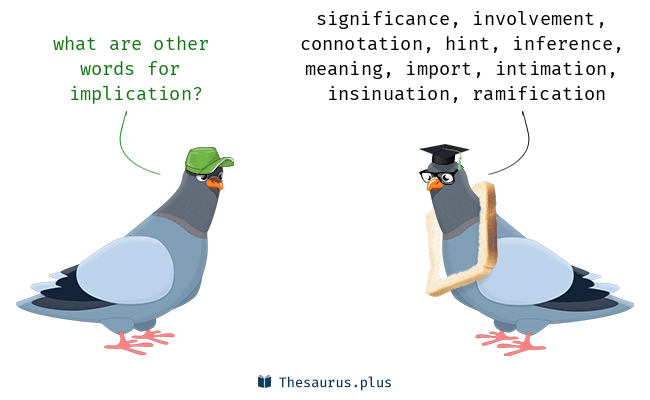 what are other
words for
implication?
significance, involvement,
connotation, hint, inference,
meaning, import, intimation,
insinuation, ramification
Thesaurus.plus